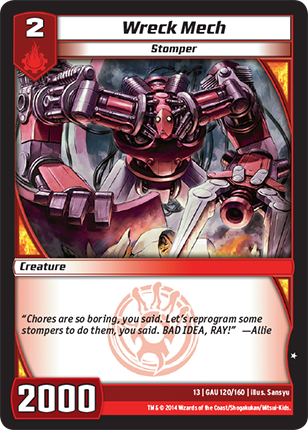 2
Wreck Mech
Stomper
Creature
“Chores are so boring, you said. Let’s reprogram some
stompers to do them, you said. BAD IDEA, RAY!” —Allie
2000
13 | GAU 120/160 | illus. Sansyu
TM & © 2014 Wizards of the Coast/Shogakukan/Mitsui-Kids.